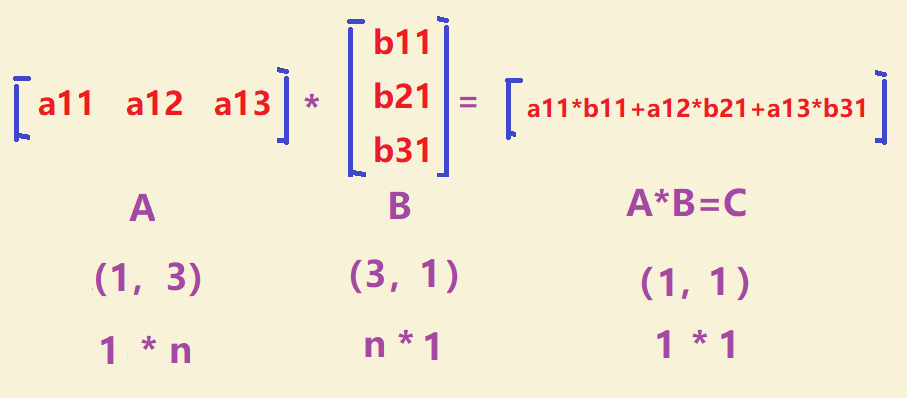 a11 a12 a13 * b11 b21 b31 = a11*b11+a12*b21+a13*b31
A B A*B=C
(1, 3) (3, 1) (1, 1)
1 * n n * 1 1 * 1